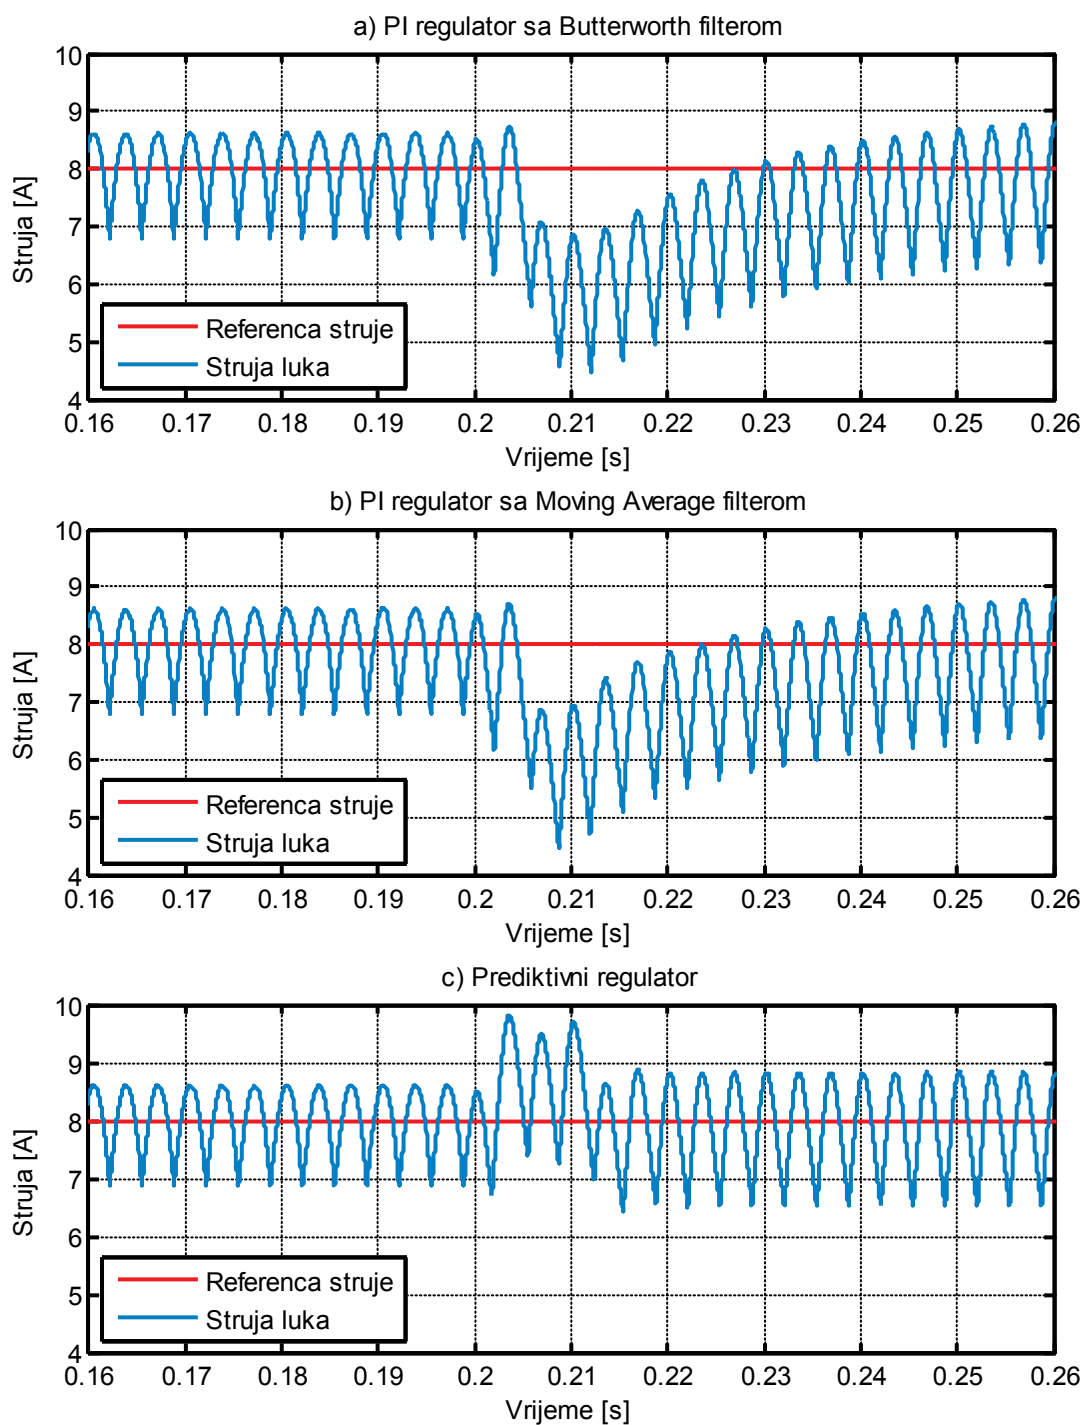 a) PI regulator sa Butterworth filterom
10
9
8
7
6
5
4
Struja [A]
Referenca struje
Struja luka
0.16 0.17 0.18 0.19 0.2 0.21 0.22 0.23 0.24 0.25 0.26
Vrijeme [s]
b) PI regulator sa Moving Average filterom
10
9
8
7
6
5
4
Struja [A]
Referenca struje
Struja luka
0.16 0.17 0.18 0.19 0.2 0.21 0.22 0.23 0.24 0.25 0.26
Vrijeme [s]
c) Prediktivni regulator
10
9
8
7
6
5
4
Struja [A]
Referenca struje
Struja luka
0.16 0.17 0.18 0.19 0.2 0.21 0.22 0.23 0.24 0.25 0.26
Vrijeme [s]